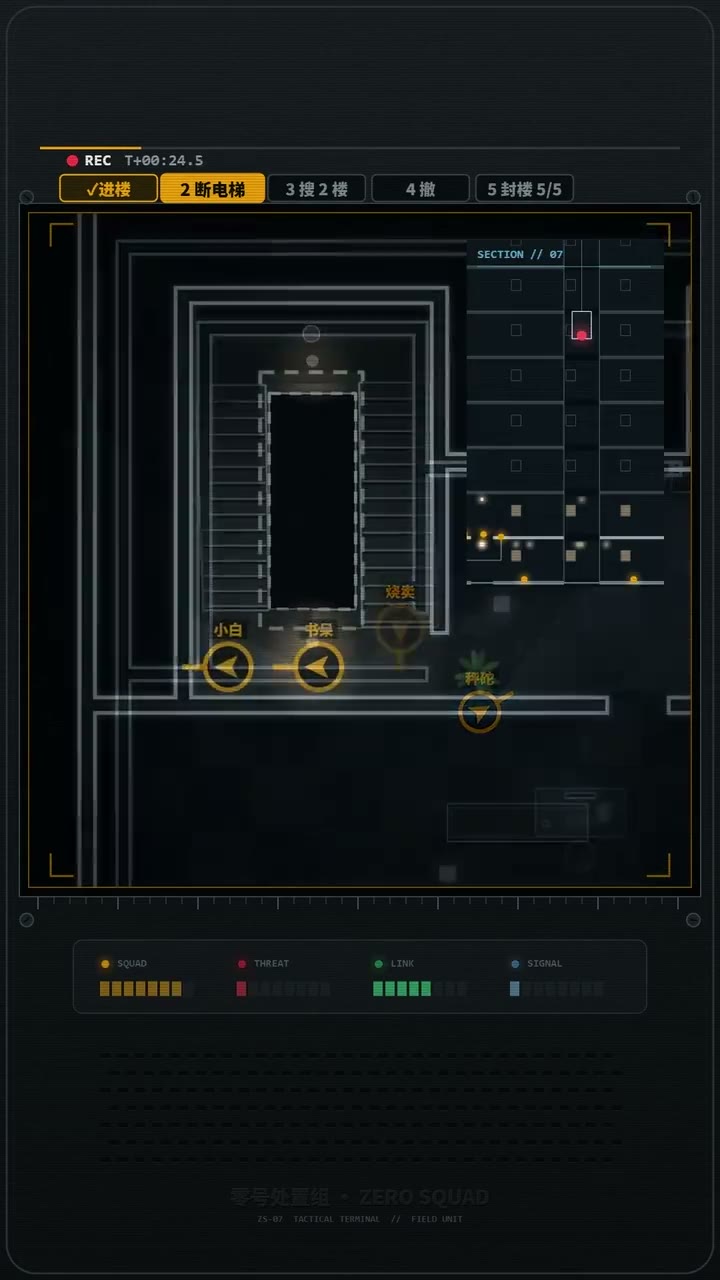 REC T+00:24.5
✓进楼 2 断电梯 3 搜 2 楼 4 撤 5 封楼 5/5
SECTION // 07
烧卖
小白 书呆
秤砣
SQUAD THREAT LINK SIGNAL
零号处置组 · ZERO SQUAD
ZS-07 TACTICAL TERMINAL // FIELD UNIT